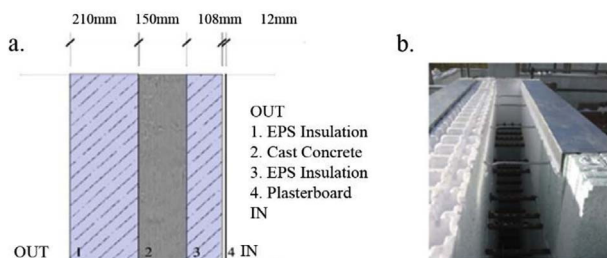 210mm 150mm 108mm 12mm
a.
b.
OUT
1. EPS Insulation
2. Cast Concrete
3. EPS Insulation
4. Plasterboard
IN
OUT 1 2 3 4 IN